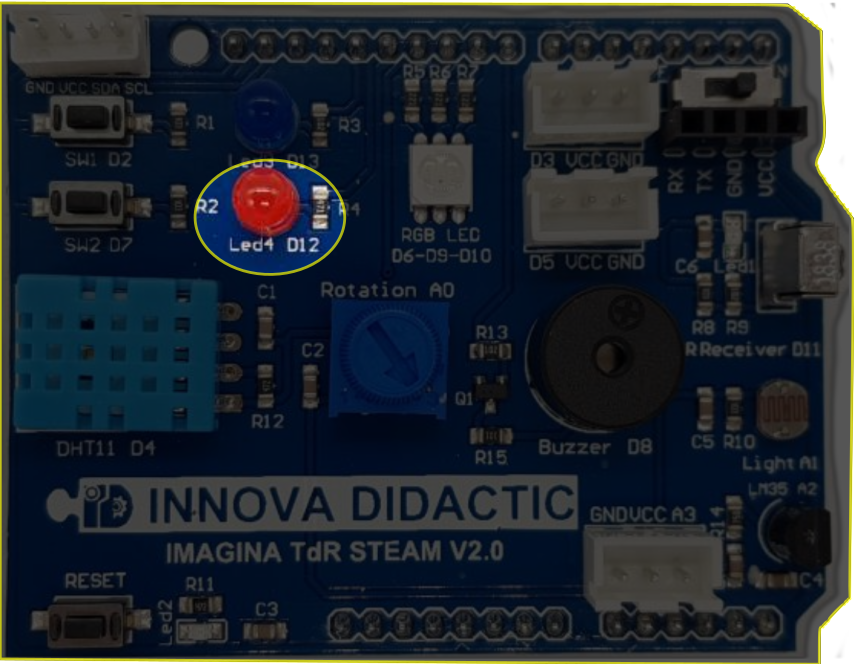 GND VCC SDA SCL
R5 R6 R7
R1
R3
SW1 D2
Led3 D13
D3 VCC GND
RX
TX
GND
VCC
R2
R4
SW2 D7
Led4 D12
RGB LED
D6-D9-D10
D5 VCC GND
C6
Led1
R8
R9
Rotation A0
C1
C2
R13
R Receiver D11
R12
Q1
R15
DHT11 D4
Buzzer D8
C5
R10
Light A1
LM35 A2
INNOVA DIDACTIC
GND VCC A3
R14
IMAGINA TdR STEAM V2.0
RESET
R11
Led2
C3
C4